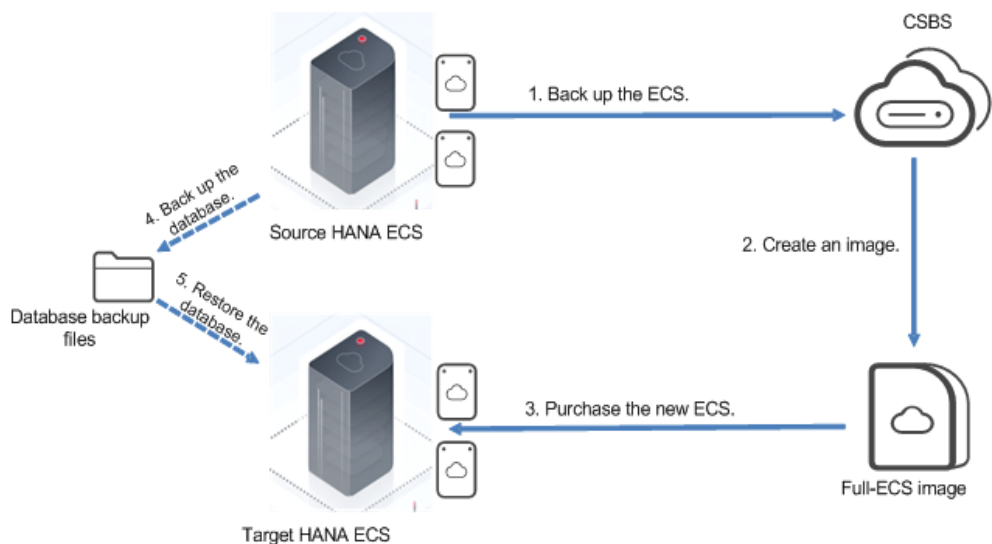 CSBS
1. Back up the ECS.
4. Back up the
database.
Source HANA ECS
2. Create an image.
5. Restore the
database.
Database backup
files
3. Purchase the new ECS.
Full-ECS image
Target HANA ECS